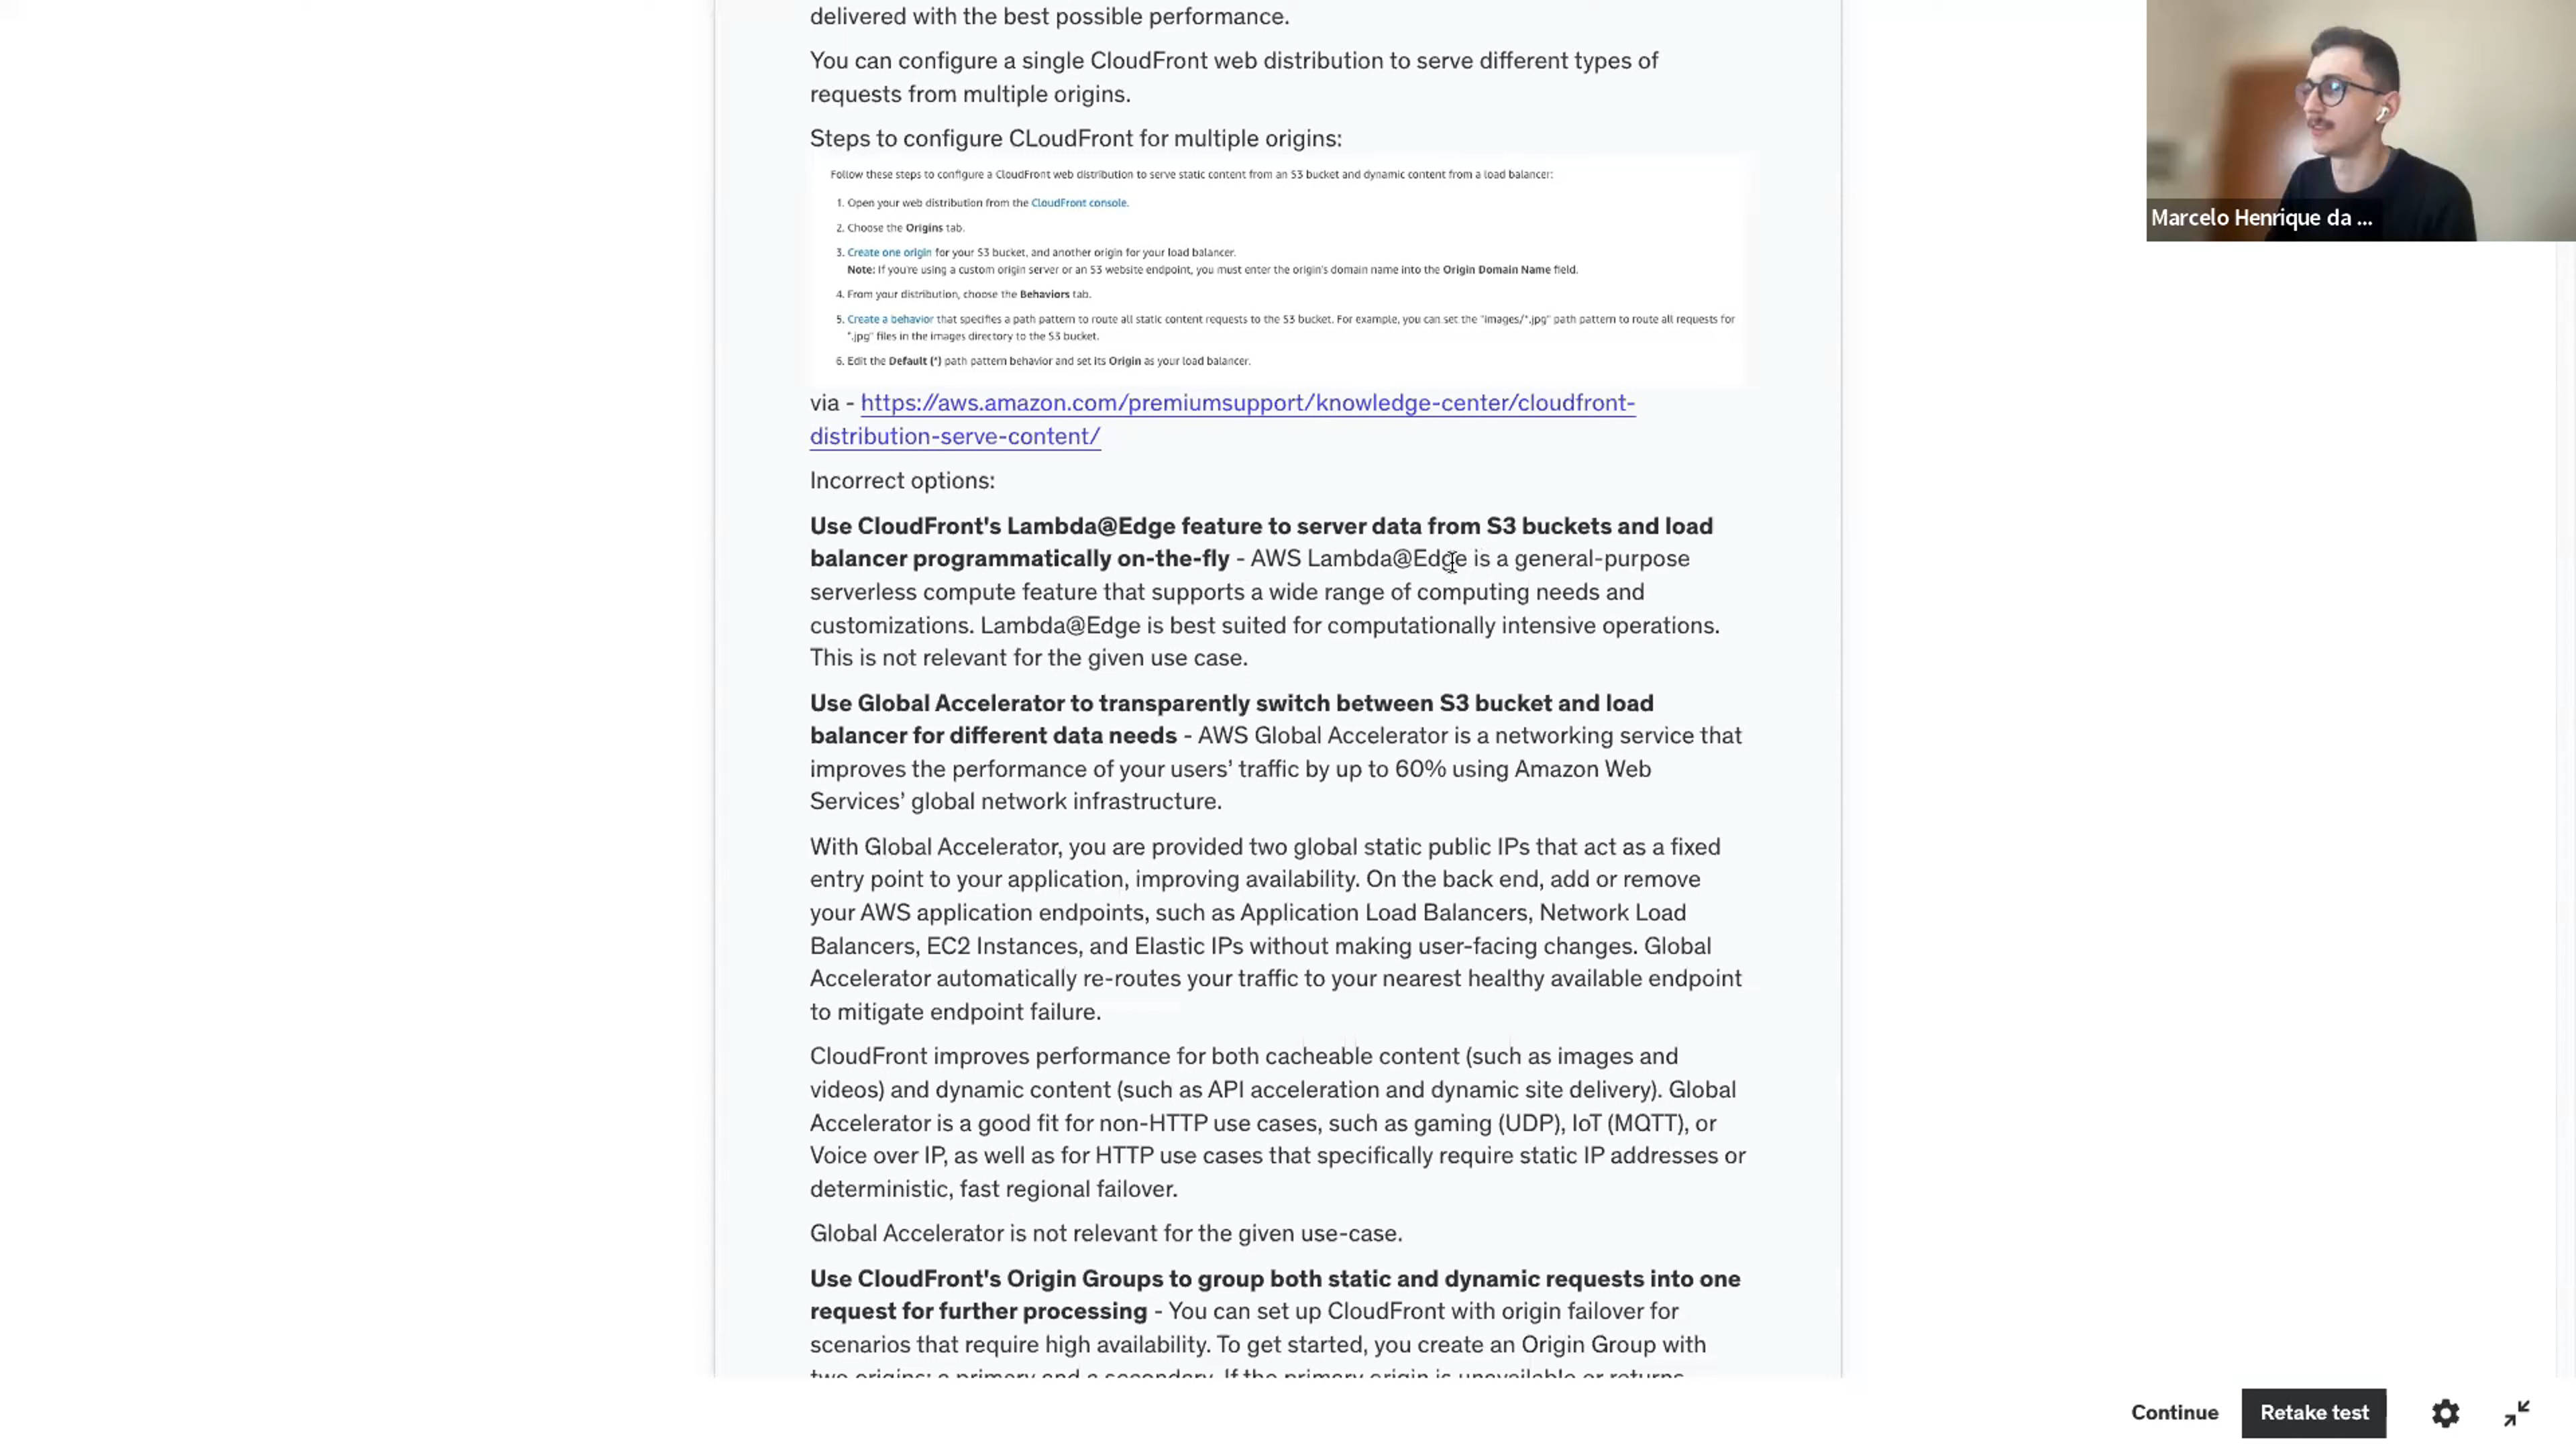 delivered with the best possible performance.
You can configure a single CloudFront web distribution to serve different types of
requests from multiple origins.
Steps to configure CLoudFront for multiple origins:
Follow these steps to configure a CloudFront web distribution to serve static content from an S3 bucket and dynamic content from a load balancer:
1. Open your web distribution from the CloudFront console.
2. Choose the Origins tab.
3. Create one origin for your S3 bucket, and another origin for your load balancer.
Note: If you're using a custom origin server or an S3 website endpoint, you must enter the origin's domain name into the Origin Domain Name field.
4. From your distribution, choose the Behaviors tab.
5. Create a behavior that specifies a path pattern to route all static content requests to the S3 bucket. For example, you can set the "images/*.jpg" path pattern to route all requests for
".jpg" files in the images directory to the S3 bucket.
6. Edit the Default (*) path pattern behavior and set its Origin as your load balancer.
via - https://aws.amazon.com/premiumsupport/knowledge-center/cloudfront-
distribution-serve-content/
Incorrect options:
Use CloudFront's Lambda@Edge feature to server data from S3 buckets and load
balancer programmatically on-the-fly - AWS Lambda@Edge is a general-purpose
serverless compute feature that supports a wide range of computing needs and
customizations. Lambda@Edge is best suited for computationally intensive operations.
This is not relevant for the given use case.
Use Global Accelerator to transparently switch between S3 bucket and load
balancer for different data needs - AWS Global Accelerator is a networking service that
improves the performance of your users’ traffic by up to 60% using Amazon Web
Services’ global network infrastructure.
With Global Accelerator, you are provided two global static public IPs that act as a fixed
entry point to your application, improving availability. On the back end, add or remove
your AWS application endpoints, such as Application Load Balancers, Network Load
Balancers, EC2 Instances, and Elastic IPs without making user-facing changes. Global
Accelerator automatically re-routes your traffic to your nearest healthy available endpoint
to mitigate endpoint failure.
CloudFront improves performance for both cacheable content (such as images and
videos) and dynamic content (such as API acceleration and dynamic site delivery). Global
Accelerator is a good fit for non-HTTP use cases, such as gaming (UDP), IoT (MQTT), or
Voice over IP, as well as for HTTP use cases that specifically require static IP addresses or
deterministic, fast regional failover.
Global Accelerator is not relevant for the given use-case.
Use CloudFront's Origin Groups to group both static and dynamic requests into one
request for further processing - You can set up CloudFront with origin failover for
scenarios that require high availability. To get started, you create an Origin Group with
two origins: a primary and a secondary. If the primary origin is unavailable or returns
Continue
Retake test
Marcelo Henrique da ...